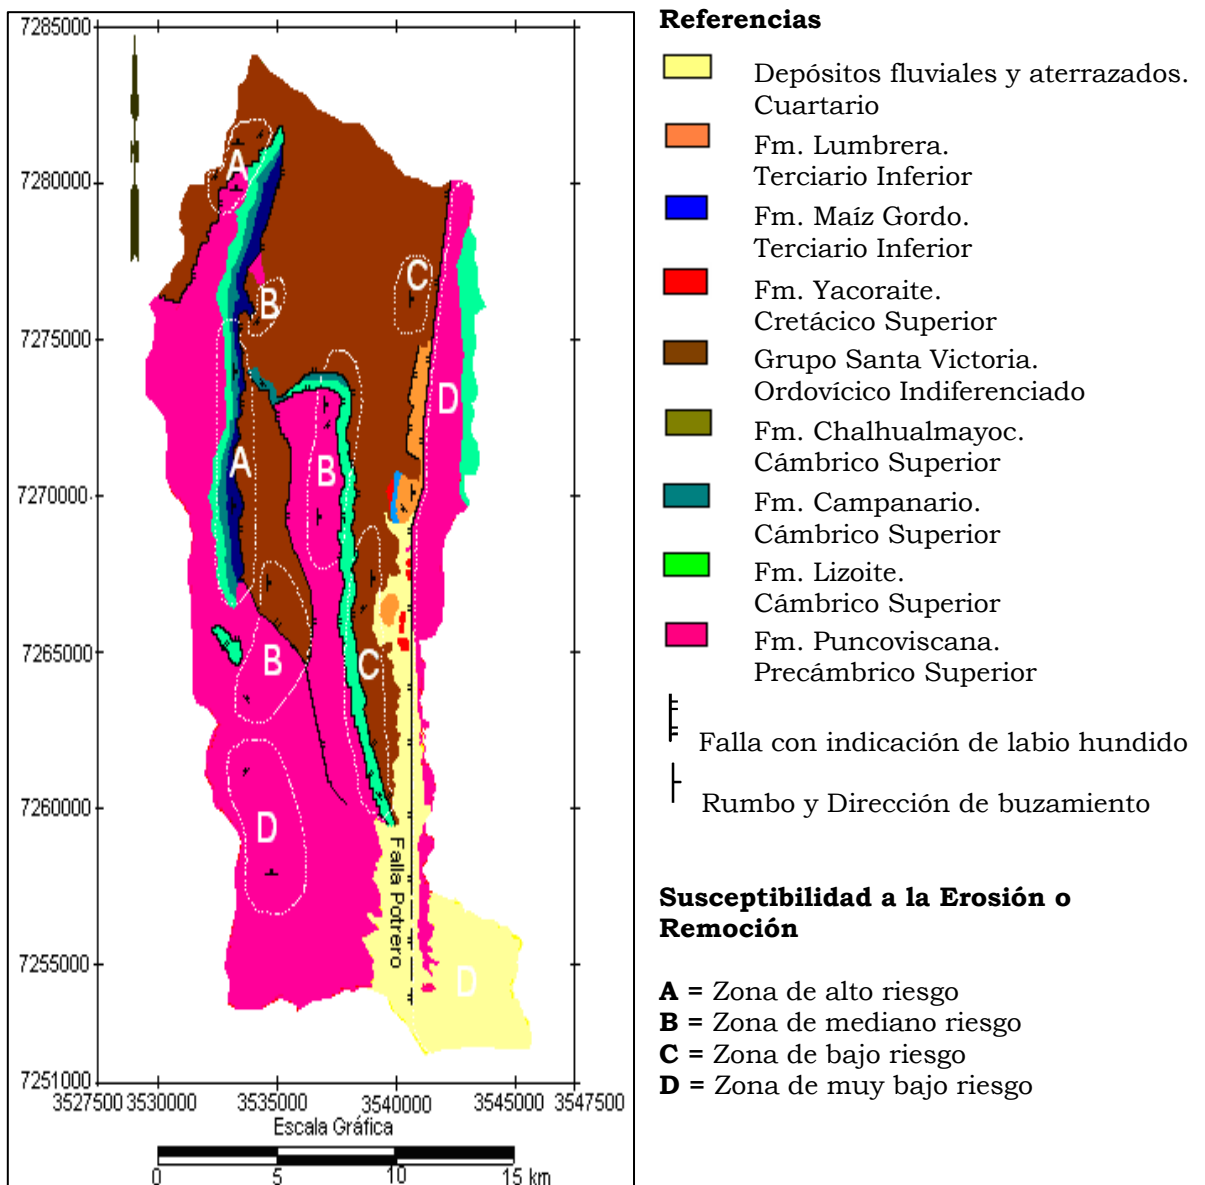 7285000
7280000
7275000
7270000
7265000
7260000
7255000
7251000
3527500 3530000 3535000 3540000 3545000 3547500
A
B
C
D
A
B
B
C
D
D
Falla Potrero
Escala Gráfica
0 5 10 15 km
Referencias
Depósitos fluviales y aterrazados.
Cuartario
Fm. Lumbrera.
Terciario Inferior
Fm. Maíz Gordo.
Terciario Inferior
Fm. Yacoraite.
Cretácico Superior
Grupo Santa Victoria.
Ordovícico Indiferenciado
Fm. Chalhualmayoc.
Cámbrico Superior
Fm. Campanario.
Cámbrico Superior
Fm. Lizoite.
Cámbrico Superior
Fm. Puncoviscana.
Precámbrico Superior
Falla con indicación de labio hundido
Rumbo y Dirección de buzamiento
Susceptibilidad a la Erosión o
Remoción
A = Zona de alto riesgo
B = Zona de mediano riesgo
C = Zona de bajo riesgo
D = Zona de muy bajo riesgo